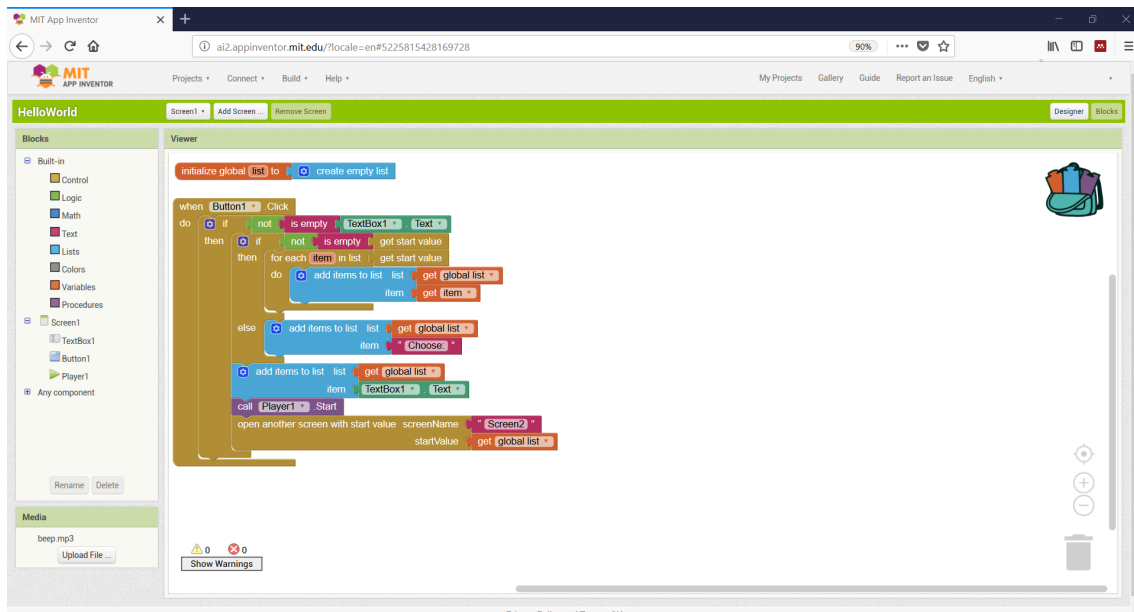 MIT App Inventor
ai2.appinventor.mit.edu/?locale=en#5225815428169728
90%
MIT
APP INVENTOR
Projects Connect Build Help
My Projects Gallery Guide Report an Issue English
HelloWorld
Screen1 Add Screen ... Remove Screen
Designer Blocks
Blocks
Viewer
Built-in
Control
Logic
Math
Text
Lists
Colors
Variables
Procedures
Screen1
TextBox1
Button1
Player1
Any component
Rename Delete
Media
beep.mp3
Upload File ...
initialize global list to create empty list
when Button1 .Click
do if not is empty TextBox1 . Text
then if not is empty get start value
then for each item in list get start value
do add items to list list get global list
item get item
else add items to list list get global list
item " Choose: "
add items to list list get global list
item TextBox1 . Text
call Player1 .Start
open another screen with start value screenName " Screen2 "
startValue get global list
0 0
Show Warnings